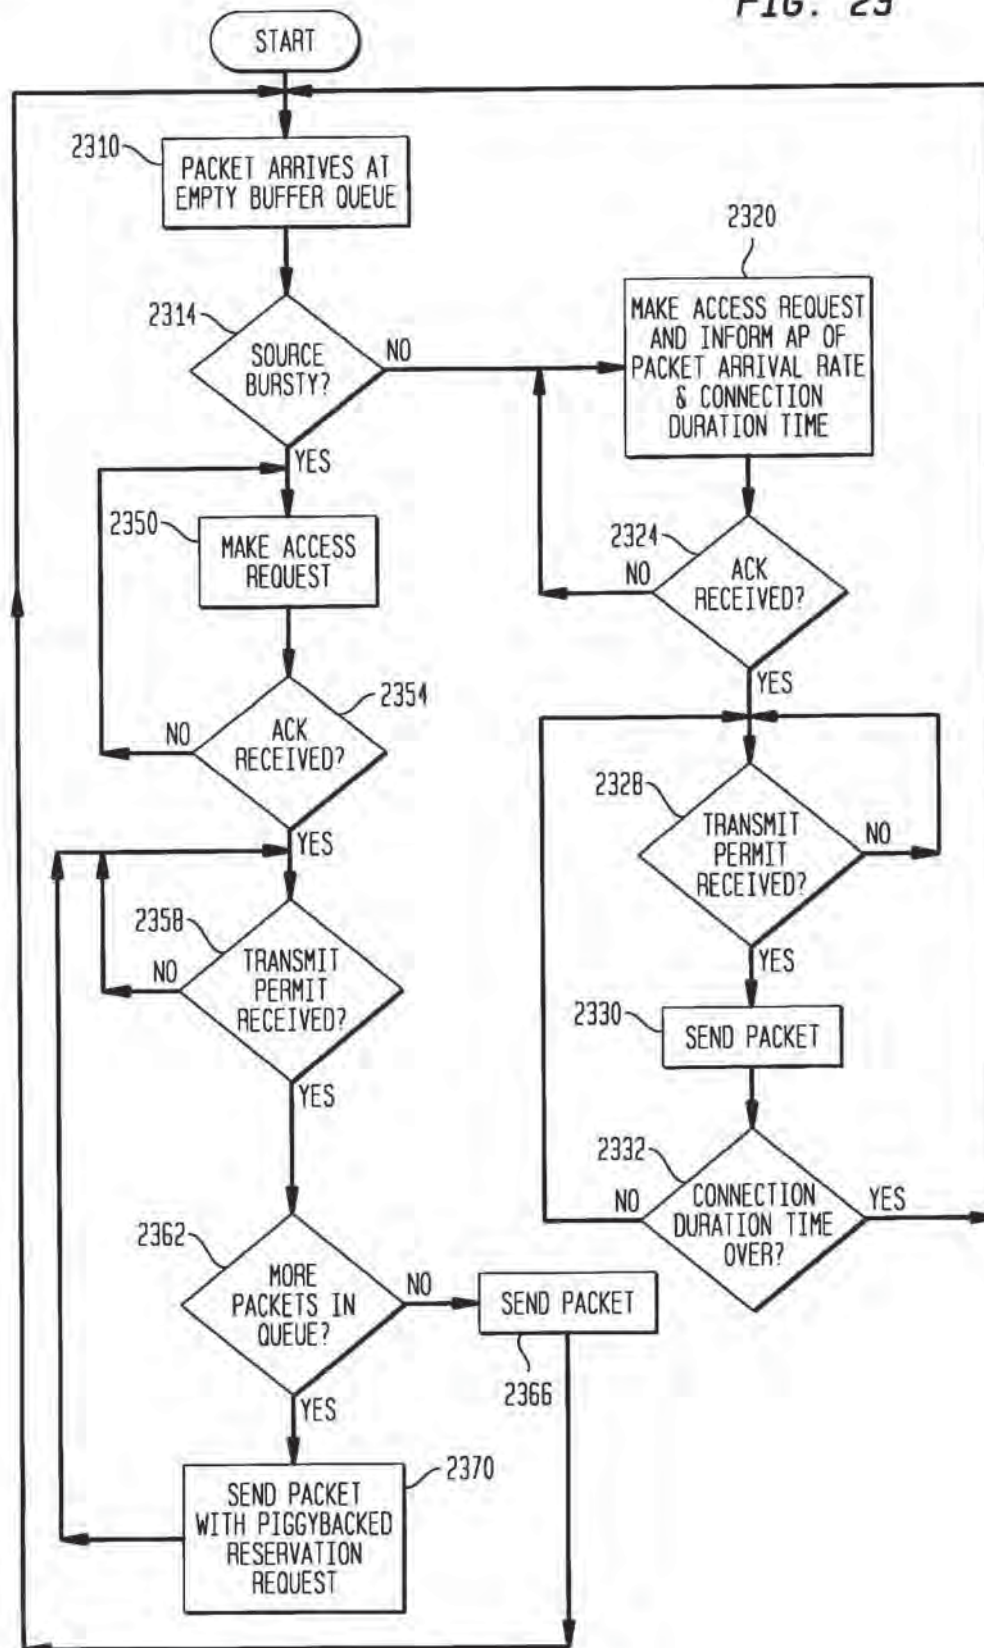 FIG. 23
START
2310
PACKET ARRIVES AT
EMPTY BUFFER QUEUE
2314
SOURCE
BURSTY?
NO
YES
2320
MAKE ACCESS REQUEST
AND INFORM AP OF
PACKET ARRIVAL RATE
& CONNECTION
DURATION TIME
2324
ACK
RECEIVED?
NO
YES
2328
TRANSMIT
PERMIT
RECEIVED?
NO
YES
2330
SEND PACKET
2332
CONNECTION
DURATION TIME
OVER?
NO
YES
2350
MAKE ACCESS
REQUEST
2354
ACK
RECEIVED?
NO
YES
2358
TRANSMIT
PERMIT
RECEIVED?
NO
YES
2362
MORE
PACKETS IN
QUEUE?
NO
YES
SEND PACKET
2366
2370
SEND PACKET
WITH PIGGYBACKED
RESERVATION
REQUEST